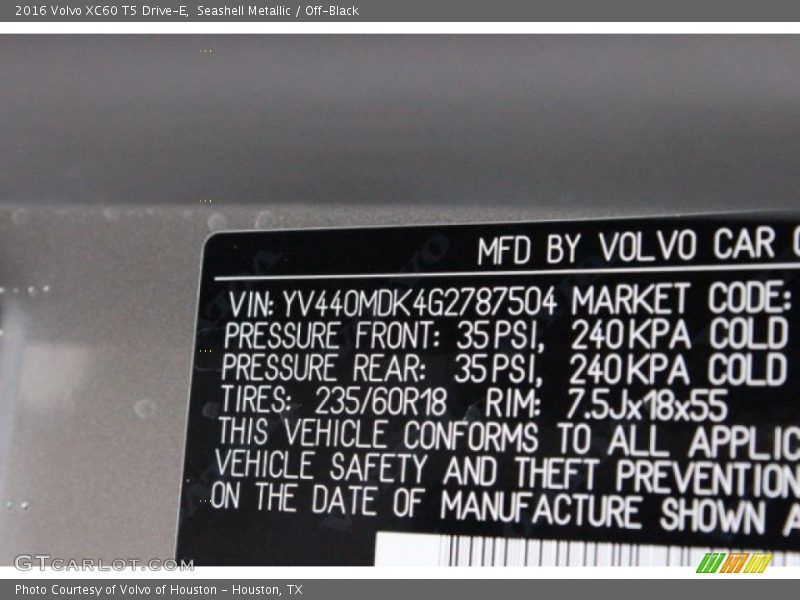 2016 Volvo XC60 T5 Drive-E, Seashell Metallic / Off-Black
MFD BY VOLVO CAR
VIN: YV440MDK4G2787504 MARKET CODE:
PRESSURE FRONT: 35PSI, 240KPA COLD
PRESSURE REAR: 35PSI, 240KPA COLD
TIRES: 235/60R18 RIM: 7.5Jx18x55
THIS VEHICLE CONFORMS TO ALL APPLIC
VEHICLE SAFETY AND THEFT PREVENTION
ON THE DATE OF MANUFACTURE SHOWN A
GTCARLOT.COM
Photo Courtesy of Volvo of Houston - Houston, TX